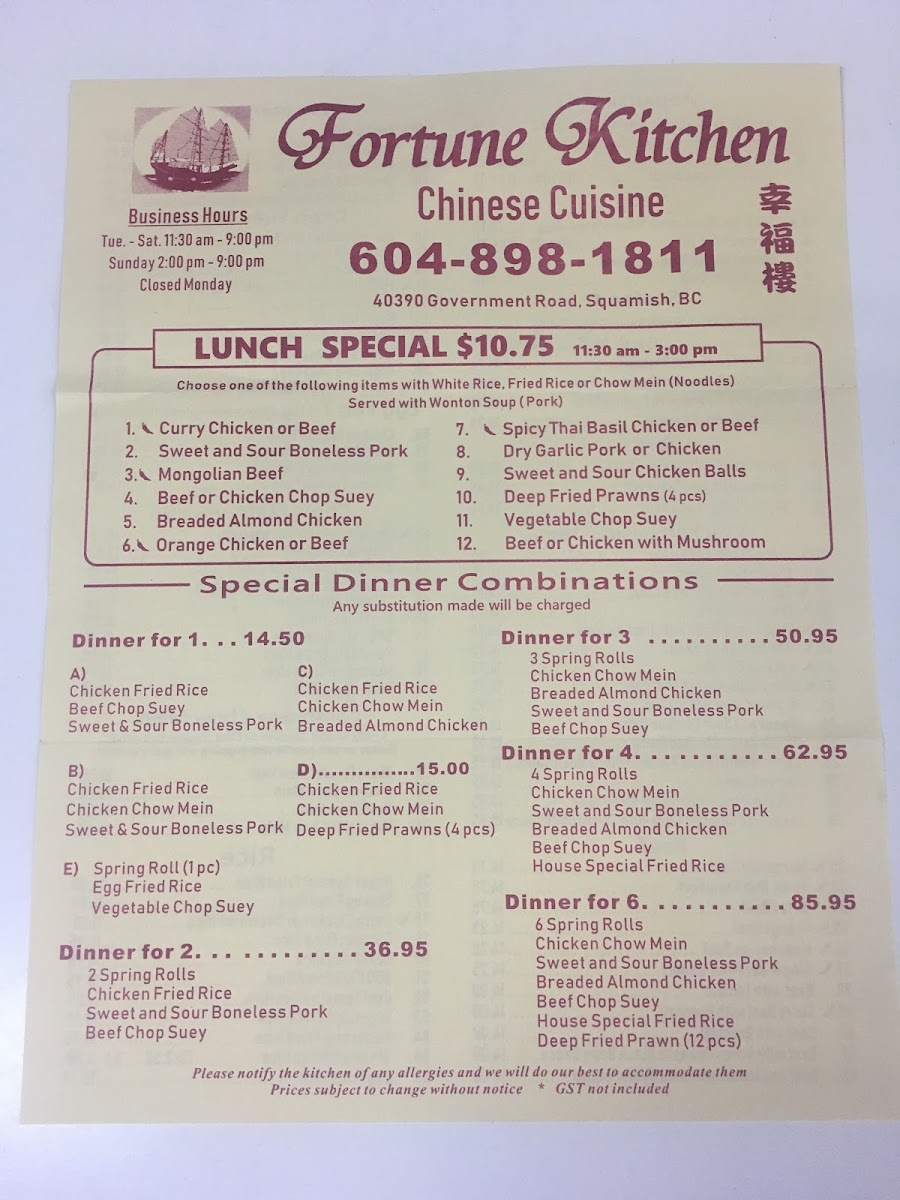 Fortune Kitchen
Chinese Cuisine
幸福樓
604-898-1811
40390 Government Road, Squamish, BC
Business Hours
Tue. - Sat. 11:30 am - 9:00 pm
Sunday 2:00 pm - 9:00 pm
Closed Monday
LUNCH SPECIAL $10.75 11:30 am - 3:00 pm
Choose one of the following items with White Rice, Fried Rice or Chow Mein (Noodles)
Served with Wonton Soup (Pork)
1. Curry Chicken or Beef
2. Sweet and Sour Boneless Pork
3. Mongolian Beef
4. Beef or Chicken Chop Suey
5. Breaded Almond Chicken
6. Orange Chicken or Beef
7. Spicy Thai Basil Chicken or Beef
8. Dry Garlic Pork or Chicken
9. Sweet and Sour Chicken Balls
10. Deep Fried Prawns (4 pcs)
11. Vegetable Chop Suey
12. Beef or Chicken with Mushroom
Special Dinner Combinations
Any substitution made will be charged
Dinner for 1. . . 14.50
A)
Chicken Fried Rice
Beef Chop Suey
Sweet & Sour Boneless Pork
C)
Chicken Fried Rice
Chicken Chow Mein
Breaded Almond Chicken
B)
Chicken Fried Rice
Chicken Chow Mein
Sweet & Sour Boneless Pork
D)...............15.00
Chicken Fried Rice
Chicken Chow Mein
Deep Fried Prawns (4 pcs)
E) Spring Roll (1 pc)
Egg Fried Rice
Vegetable Chop Suey
Dinner for 2. . . . . . . . . . . . 36.95
2 Spring Rolls
Chicken Fried Rice
Sweet and Sour Boneless Pork
Beef Chop Suey
Dinner for 3 . . . . . . . . . . 50.95
3 Spring Rolls
Chicken Chow Mein
Breaded Almond Chicken
Sweet and Sour Boneless Pork
Beef Chop Suey
Dinner for 4. . . . . . . . . . . 62.95
4 Spring Rolls
Chicken Chow Mein
Sweet and Sour Boneless Pork
Breaded Almond Chicken
Beef Chop Suey
House Special Fried Rice
Dinner for 6. . . . . . . . . . . 85.95
6 Spring Rolls
Chicken Chow Mein
Sweet and Sour Boneless Pork
Breaded Almond Chicken
Beef Chop Suey
House Special Fried Rice
Deep Fried Prawn (12 pcs)
Please notify the kitchen of any allergies and we will do our best to accommodate them
Prices subject to change without notice * GST not included